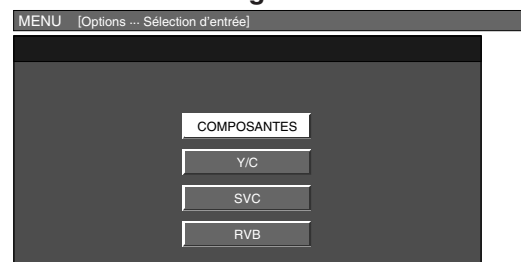 MENU [Options ··· Sélection d'entrée]
COMPOSANTES
Y/C
SVC
RVB